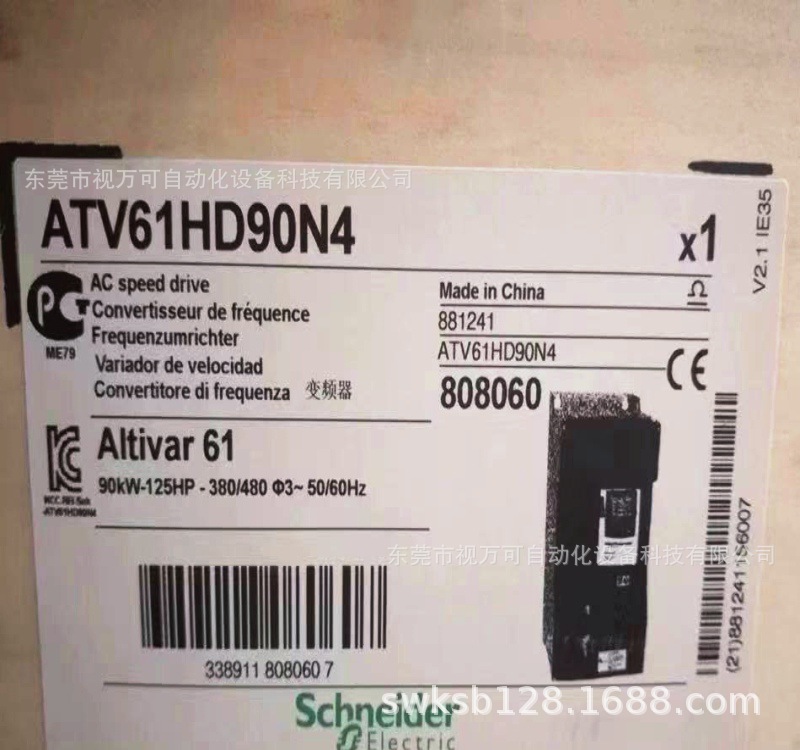 东莞市视万可自动化设备科技有限公司
ATV61HD90N4
x1
V2.1 IE35
AC speed drive
Convertisseur de fréquence
Frequenzumrichter
Variador de velocidad
Convertitore di frequenza 变频器
ME79
Made in China
881241
ATV61HD90N4
808060
CE
Altivar 61
90kW-125HP - 380/480 Φ3~ 50/60Hz
-ATV61HD90N4
东莞市视万可自动化设备科技有限公司
338911 808060 7
(21)8812411S6007
swksb128.1688.com
Schneider
Electric